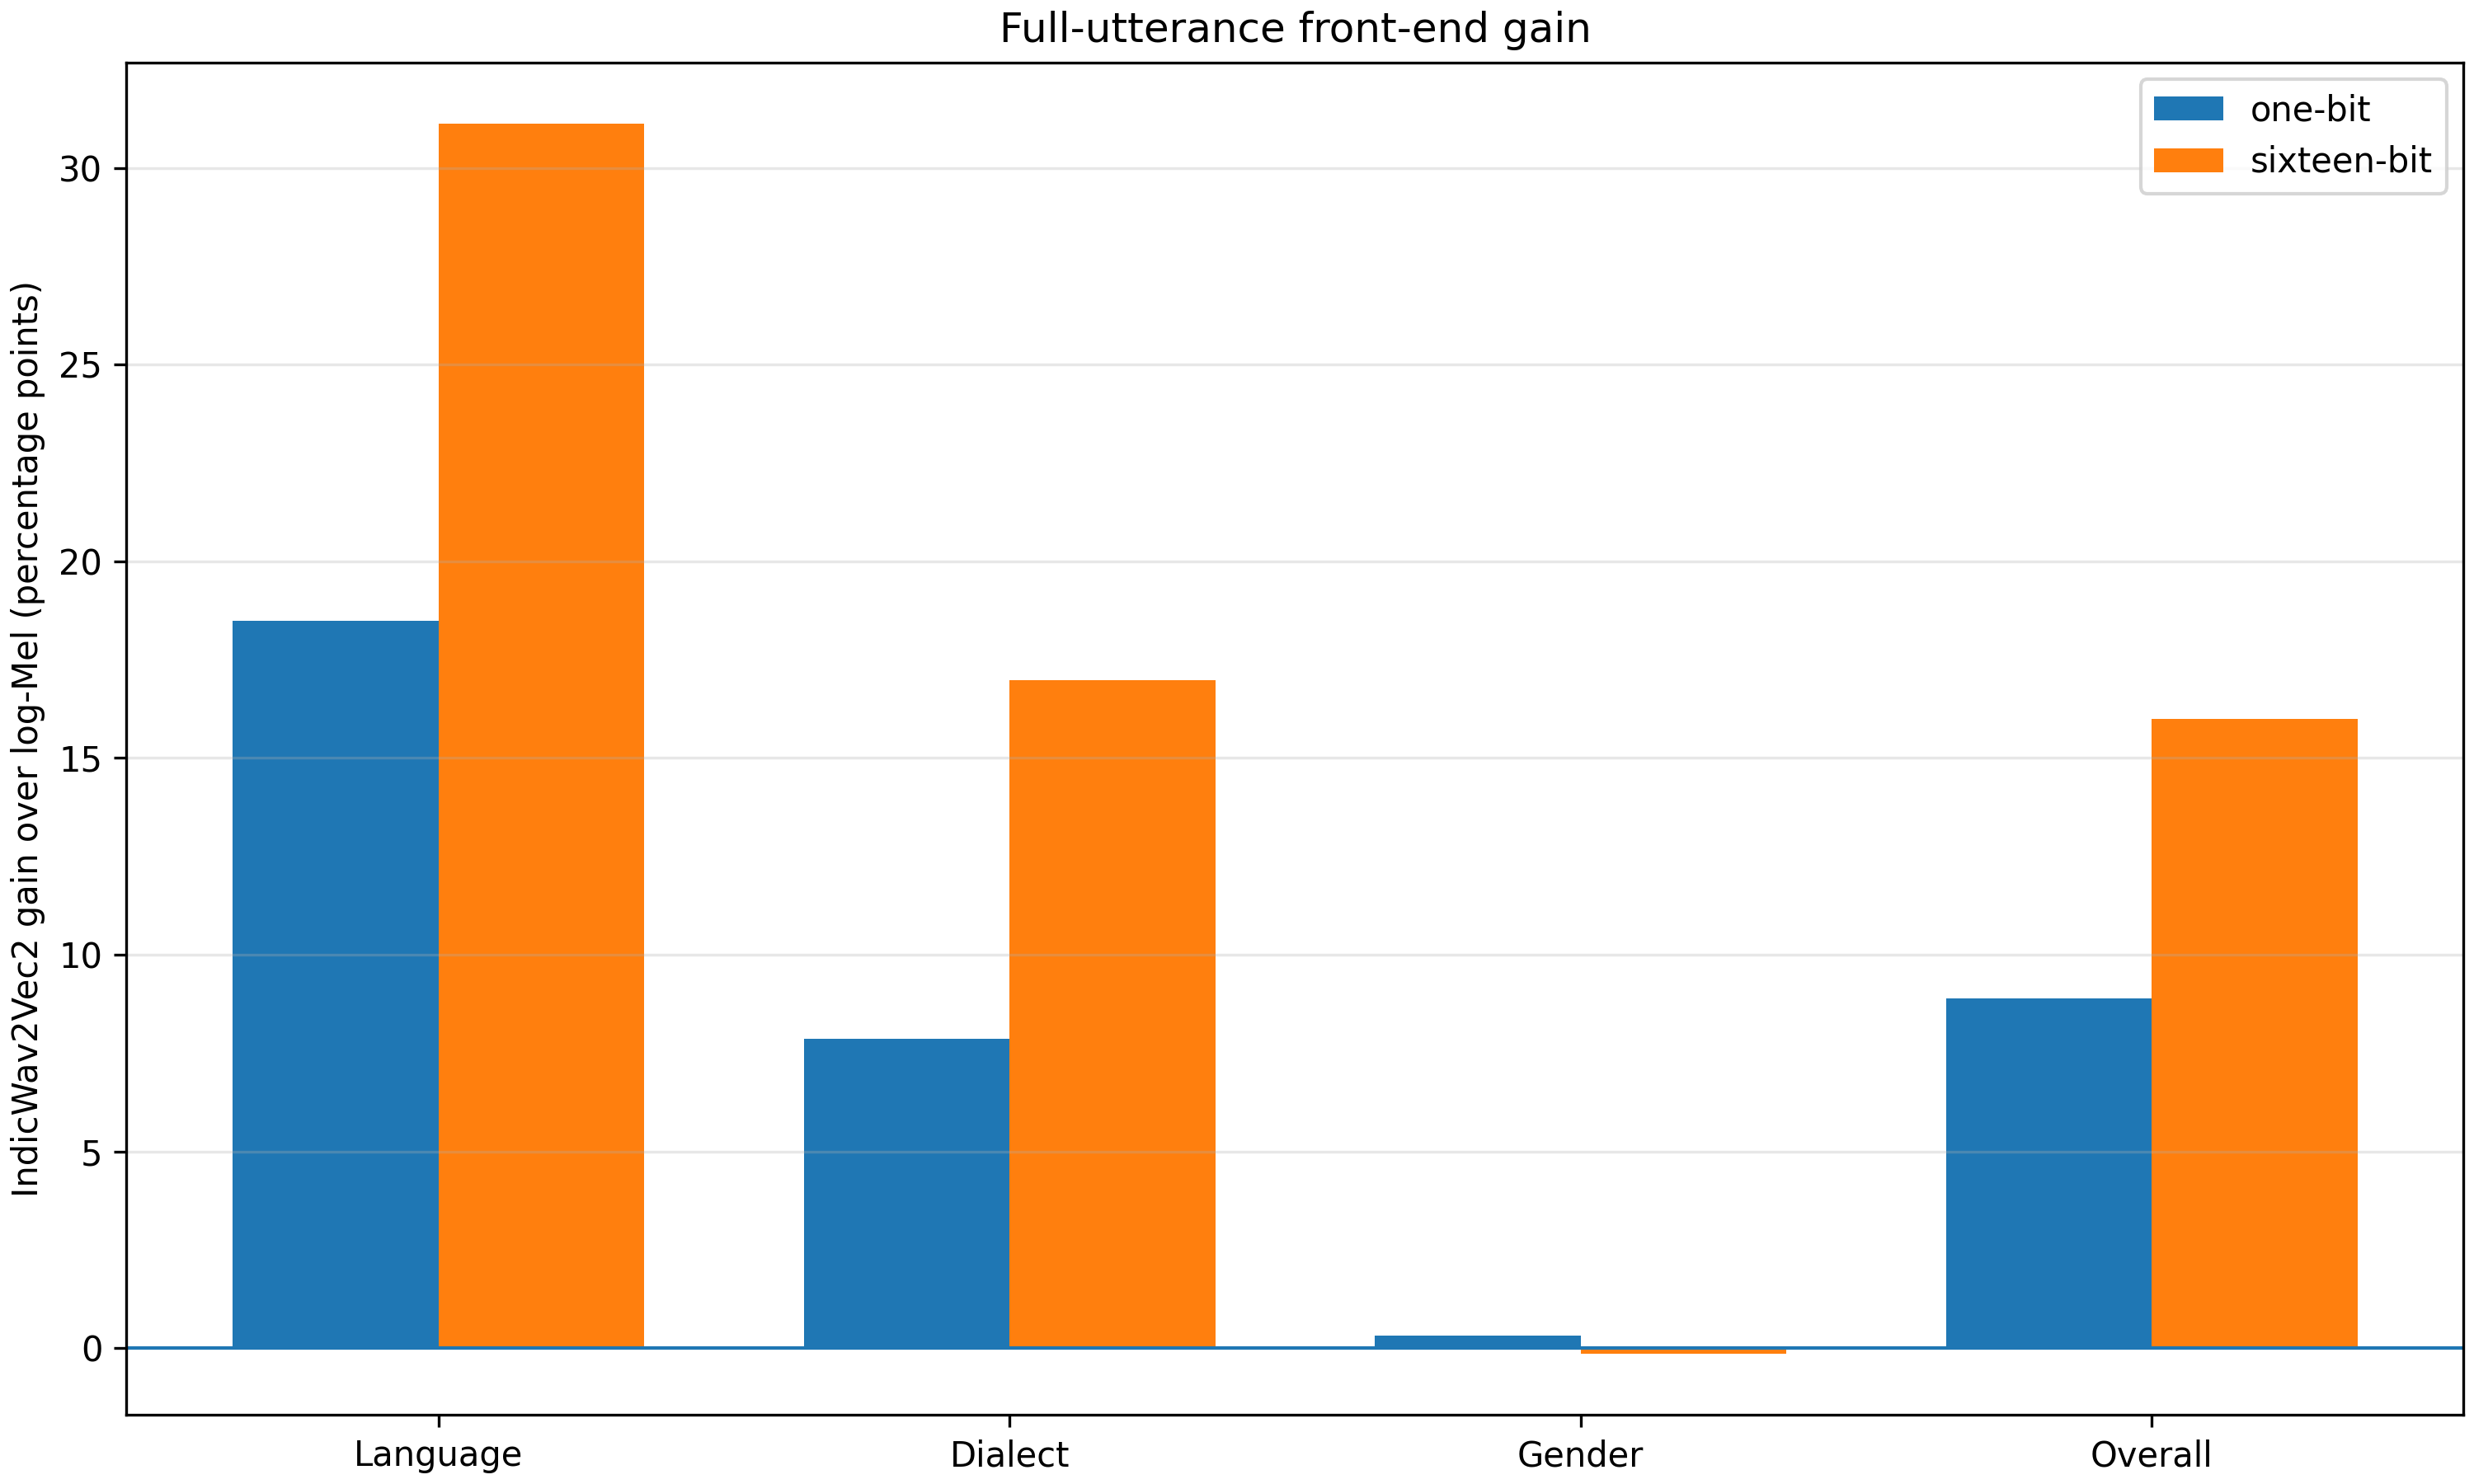 Full-utterance front-end gain
one-bit
sixteen-bit
IndicWav2Vec2 gain over log-Mel (percentage points)
30
25
20
15
10
5
0
Language
Dialect
Gender
Overall